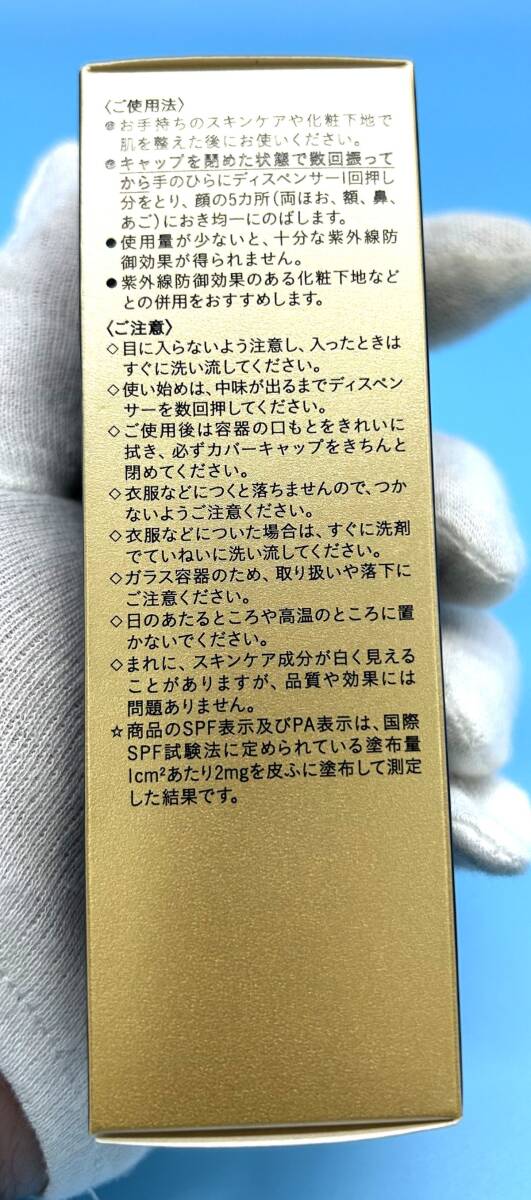 〈ご使用法〉
●お手持ちのスキンケアや化粧下地で
肌を整えた後にお使いください。
●キャップを閉めた状態で数回振って
から手のひらにディスペンサー1回押し
分をとり、顔の5カ所(両ほお、額、鼻、
あご)におき均一にのばします。
●使用量が少ないと、十分な紫外線防
御効果が得られません。
●紫外線防御効果のある化粧下地など
との併用をおすすめします。
〈ご注意〉
◇目に入らないよう注意し、入ったときは
すぐに洗い流してください。
◇使い始めは、中味が出るまでディスペン
サーを数回押してください。
◇ご使用後は容器の口もとをきれいに
拭き、必ずカバーキャップをきちんと
閉めてください。
◇衣服などにつくと落ちませんので、つか
ないようご注意ください。
◇衣服などについた場合は、すぐに洗剤
でていねいに洗い流してください。
◇ガラス容器のため、取り扱いや落下に
ご注意ください。
◇日のあたるところや高温のところに置
かないでください。
◇まれに、スキンケア成分が白く見える
ことがありますが、品質や効果には
問題ありません。
☆商品のSPF表示及びPA表示は、国際
SPF試験法に定められている塗布量
1cm²あたり2mgを皮ふに塗布して測定
した結果です。